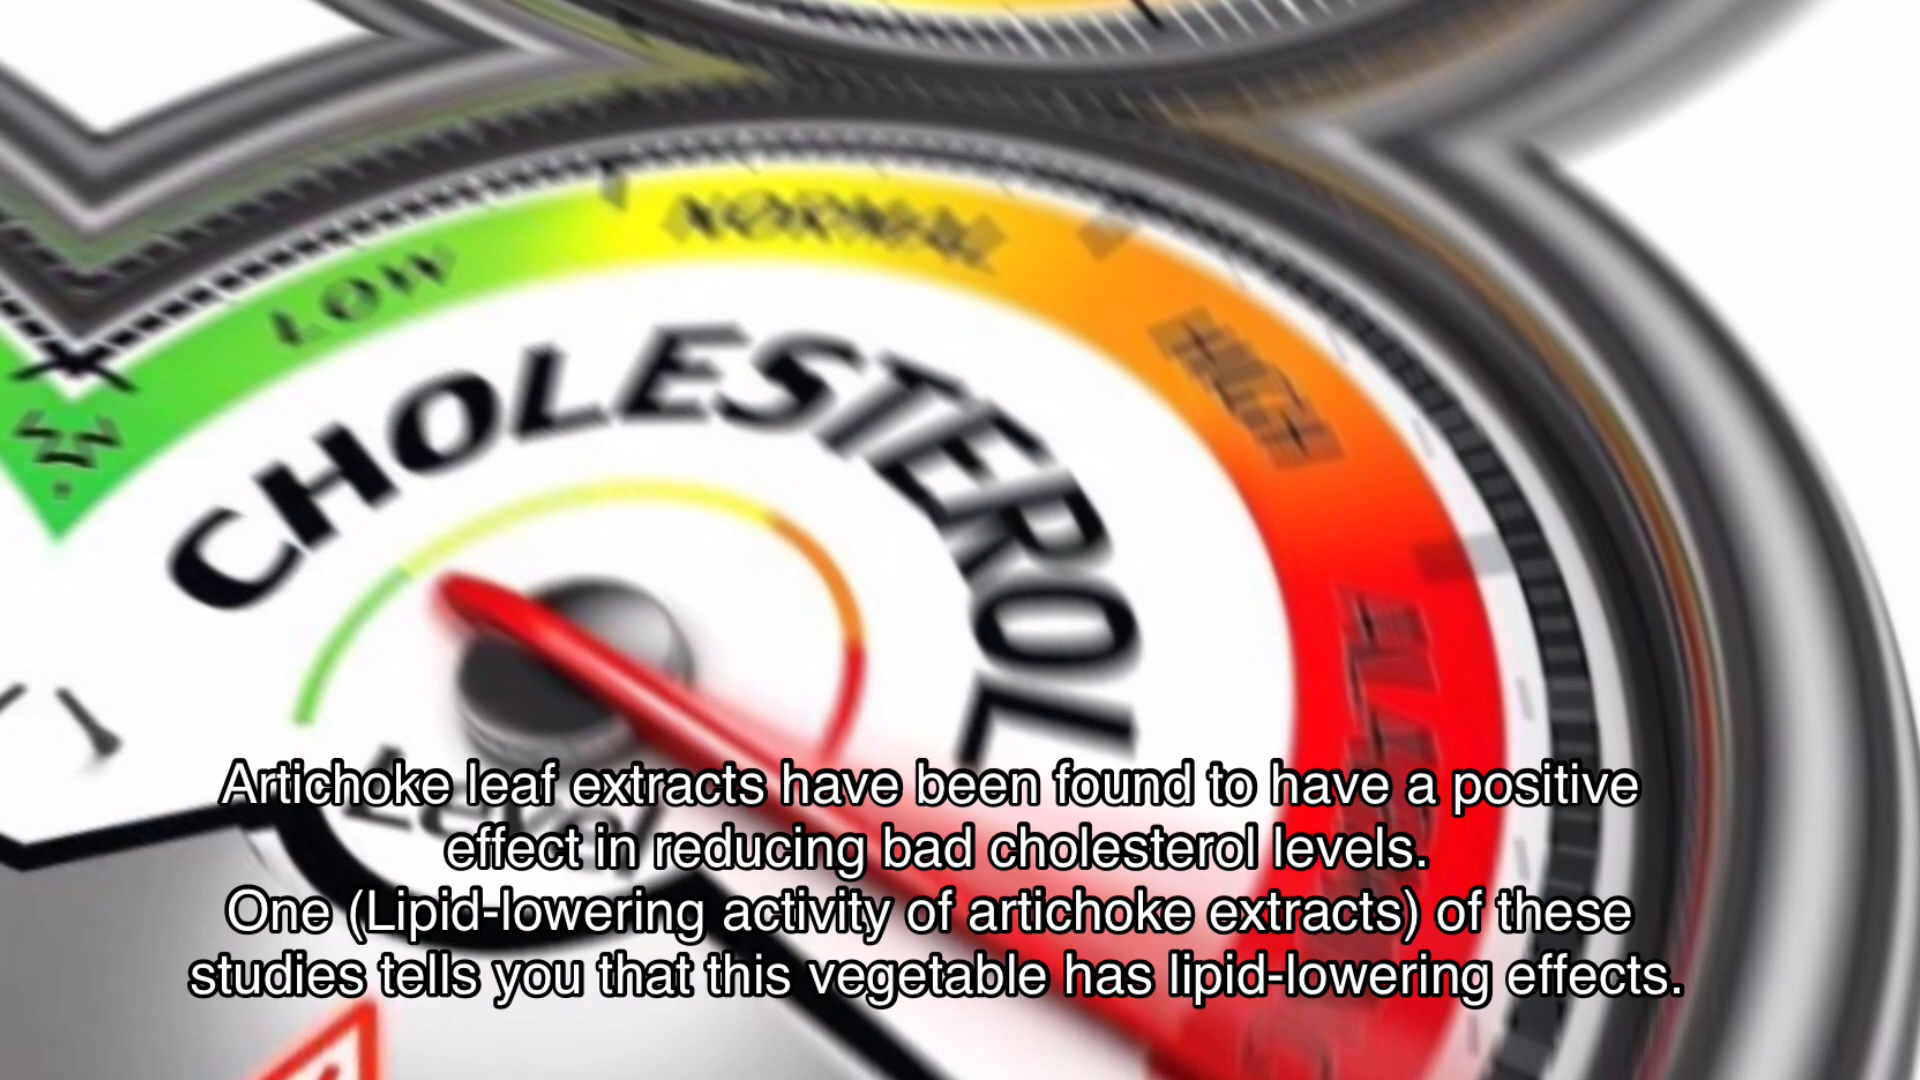 LOW
NORMAL
HIGH
CHOLESTEROL
Artichoke leaf extracts have been found to have a positive
effect in reducing bad cholesterol levels.
One (Lipid-lowering activity of artichoke extracts) of these
studies tells you that this vegetable has lipid-lowering effects.